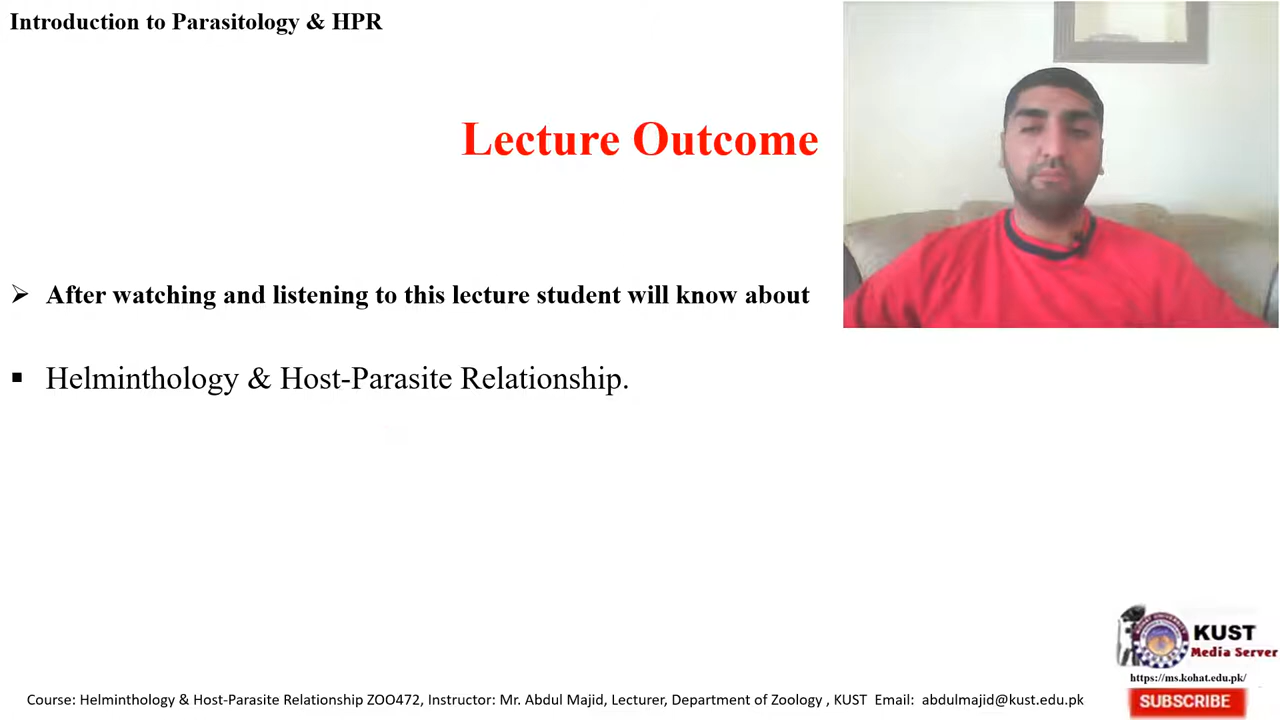 Introduction to Parasitology & HPR
Lecture Outcome
After watching and listening to this lecture student will know about
Helminthology & Host-Parasite Relationship.
KUST
Media Server
https://ms.kohat.edu.pk/
SUBSCRIBE
Course: Helminthology & Host-Parasite Relationship ZOO472, Instructor: Mr. Abdul Majid, Lecturer, Department of Zoology , KUST Email: abdulmajid@kust.edu.pk